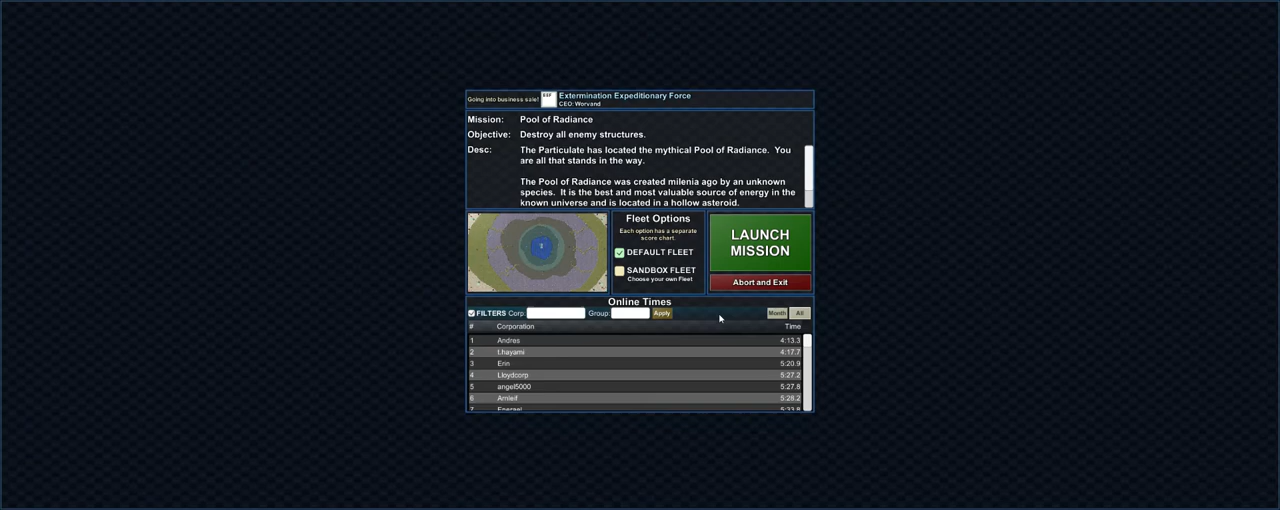 Going into business sale!
EEF
Extermination Expeditionary Force
CEO: Worvand
Mission: Pool of Radiance
Objective: Destroy all enemy structures.
Desc: The Particulate has located the mythical Pool of Radiance. You
are all that stands in the way.
The Pool of Radiance was created milenia ago by an unknown
species. It is the best and most valuable source of energy in the
known universe and is located in a hollow asteroid.
Fleet Options
Each option has a separate
score chart.
DEFAULT FLEET
SANDBOX FLEET
Choose your own Fleet
LAUNCH
MISSION
Abort and Exit
Online Times
FILTERS Corp: Group: Apply Month All
# Corporation Time
1 Andres 4:13.3
2 t.hayami 4:17.7
3 Erin 5:20.9
4 Lloydcorp 5:27.2
5 angel5000 5:27.8
6 Arnielf 5:28.2
7 5:33.8